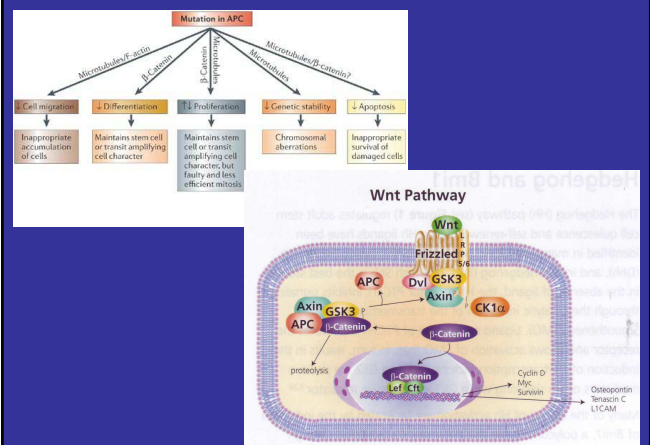 Mutation in APC
Microtubules/F-actin
β-Catenin
β-Catenin
Microtubules
Microtubules
Microtubules/β-catenin?
↓ Cell migration
↓ Differentiation
↑↓ Proliferation
↓ Genetic stability
↓ Apoptosis
Inappropriate
accumulation
of cells
Maintains stem cell
or transit amplifying
cell character
Maintains stem
cell or transit
amplifying cell
character, but
faulty and less
efficient mitosis
Chromosomal
aberrations
Inappropriate
survival of
damaged cells
Hedgehog and Bmi1
Wnt Pathway
Wnt
Frizzled
LRP
5/6
APC
Dvl
GSK3
Axin
P
P
CK1α
Axin
GSK3
P
APC
β-Catenin
β-Catenin
proteolysis
β-Catenin
Lef Cft
Cyclin D
Myc
Survivin
Osteopontin
Tenascin C
L1CAM